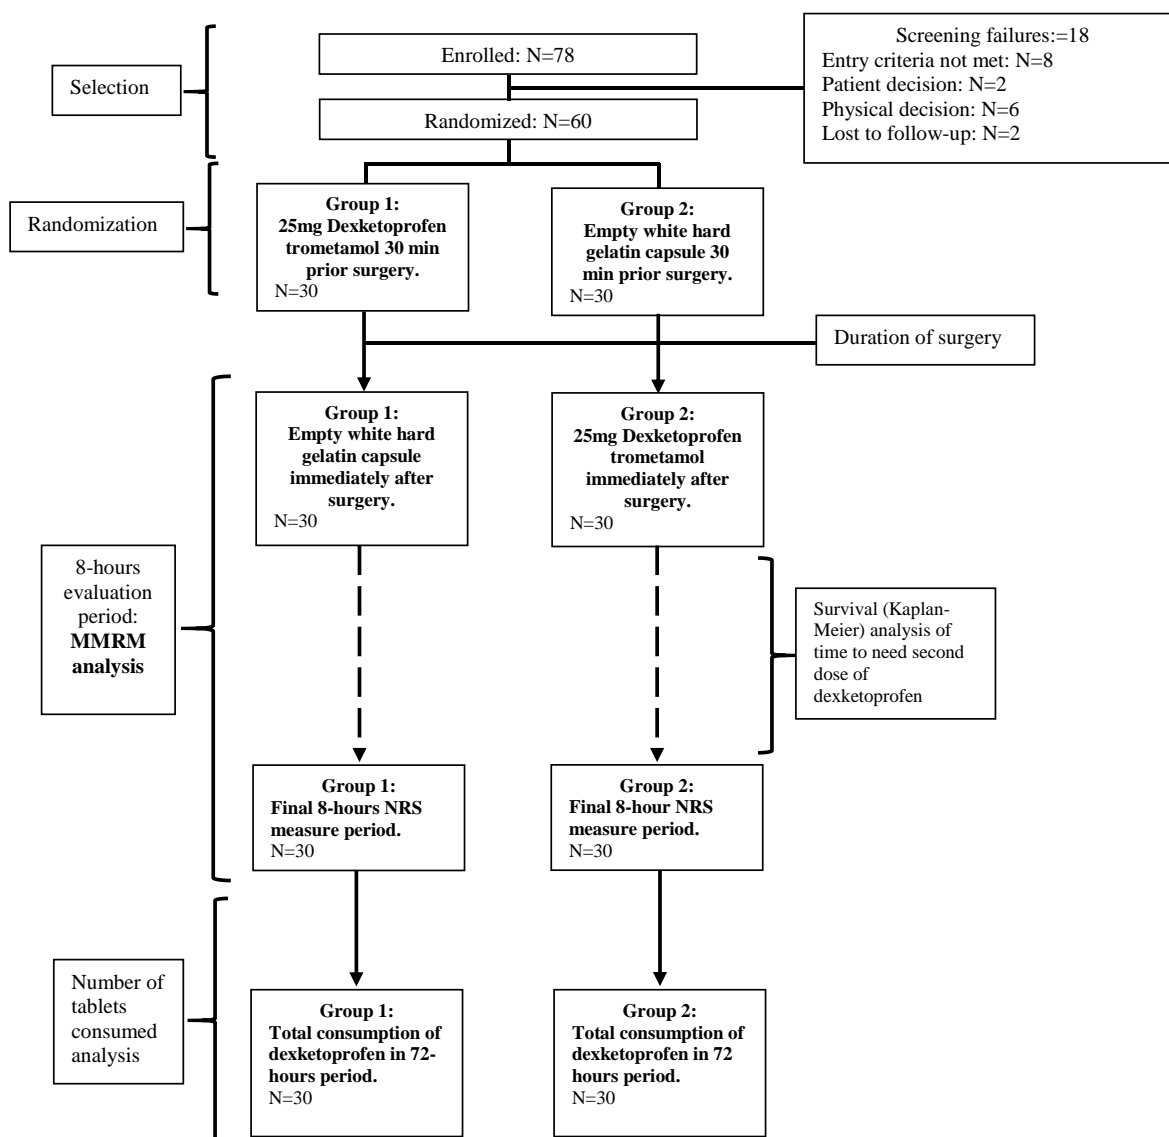 Enrolled: N=78
Screening failures:=18
Entry criteria not met: N=8
Patient decision: N=2
Physical decision: N=6
Lost to follow-up: N=2
Selection
Randomized: N=60
Randomization
Group 1:
25mg Dexketoprofen
trometamol 30 min
prior surgery.
N=30
Group 2:
Empty white hard
gelatin capsule 30
min prior surgery.
N=30
Duration of surgery
Group 1:
Empty white hard
gelatin capsule
immediately after
surgery.
N=30
Group 2:
25mg Dexketoprofen
trometamol
immediately after
surgery.
N=30
8-hours
evaluation
period:
MMRM
analysis
Survival (Kaplan-
Meier) analysis of
time to need second
dose of
dexketoprofen
Group 1:
Final 8-hours NRS
measure period.
N=30
Group 2:
Final 8-hour NRS
measure period.
N=30
Number of
tablets
consumed
analysis
Group 1:
Total consumption of
dexketoprofen in 72-
hours period.
N=30
Group 2:
Total consumption of
dexketoprofen in 72
hours period.
N=30